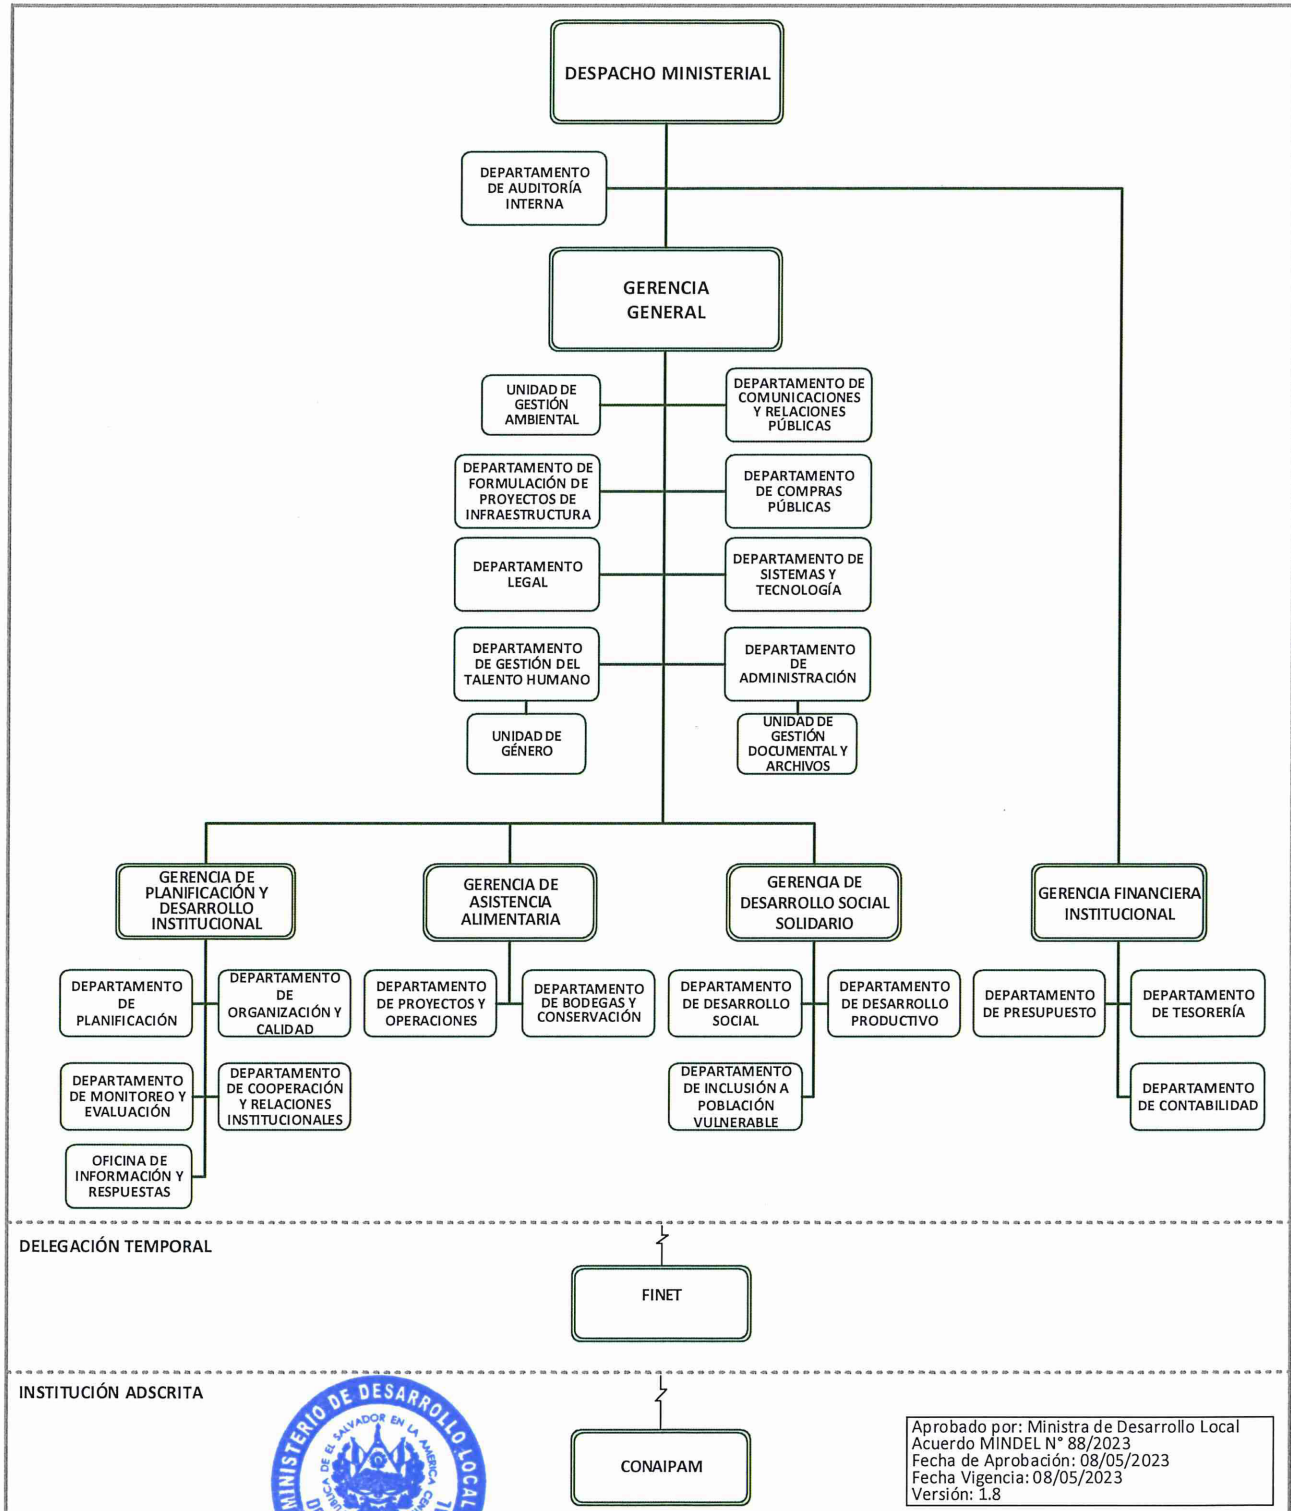 DESPACHO MINISTERIAL
DEPARTAMENTO
DE AUDITORÍA
INTERNA
GERENCIA
GENERAL
UNIDAD DE
GESTIÓN
AMBIENTAL
DEPARTAMENTO DE
COMUNICACIONES
Y RELACIONES
PÚBLICAS
DEPARTAMENTO DE
FORMULACIÓN DE
PROYECTOS DE
INFRAESTRUCTURA
DEPARTAMENTO
DE COMPRAS
PÚBLICAS
DEPARTAMENTO
LEGAL
DEPARTAMENTO DE
SISTEMAS Y
TECNOLOGÍA
DEPARTAMENTO
DE GESTIÓN DEL
TALENTO HUMANO
DEPARTAMENTO
DE
ADMINISTRACIÓN
UNIDAD DE
GÉNERO
UNIDAD DE
GESTIÓN
DOCUMENTAL Y
ARCHIVOS
GERENCIA DE
PLANIFICACIÓN Y
DESARROLLO
INSTITUCIONAL
GERENCIA DE
ASISTENCIA
ALIMENTARIA
GERENCIA DE
DESARROLLO SOCIAL
SOLIDARIO
GERENCIA FINANCIERA
INSTITUCIONAL
DEPARTAMENTO
DE
PLANIFICACIÓN
DEPARTAMENTO
DE
ORGANIZACIÓN Y
CALIDAD
DEPARTAMENTO
DE PROYECTOS Y
OPERACIONES
DEPARTAMENTO
DE BODEGAS Y
CONSERVACIÓN
DEPARTAMENTO
DE DESARROLLO
SOCIAL
DEPARTAMENTO
DE DESARROLLO
PRODUCTIVO
DEPARTAMENTO
DE PRESUPUESTO
DEPARTAMENTO
DE TESORERÍA
DEPARTAMENTO
DE MONITOREO Y
EVALUACIÓN
DEPARTAMENTO
DE COOPERACIÓN
Y RELACIONES
INSTITUCIONALES
DEPARTAMENTO
DE INCLUSIÓN A
POBLACIÓN
VULNERABLE
DEPARTAMENTO
DE CONTABILIDAD
OFICINA DE
INFORMACIÓN Y
RESPUESTAS
DELEGACIÓN TEMPORAL
FINET
INSTITUCIÓN ADSCRITA
MINISTERIO DE DESARROLLO LOCAL
DE EL SALVADOR EN LA AMERICA
CONAIPAM
Aprobado por: Ministra de Desarrollo Local
Acuerdo MINDEL N° 88/2023
Fecha de Aprobación: 08/05/2023
Fecha Vigencia: 08/05/2023
Versión: 1.8